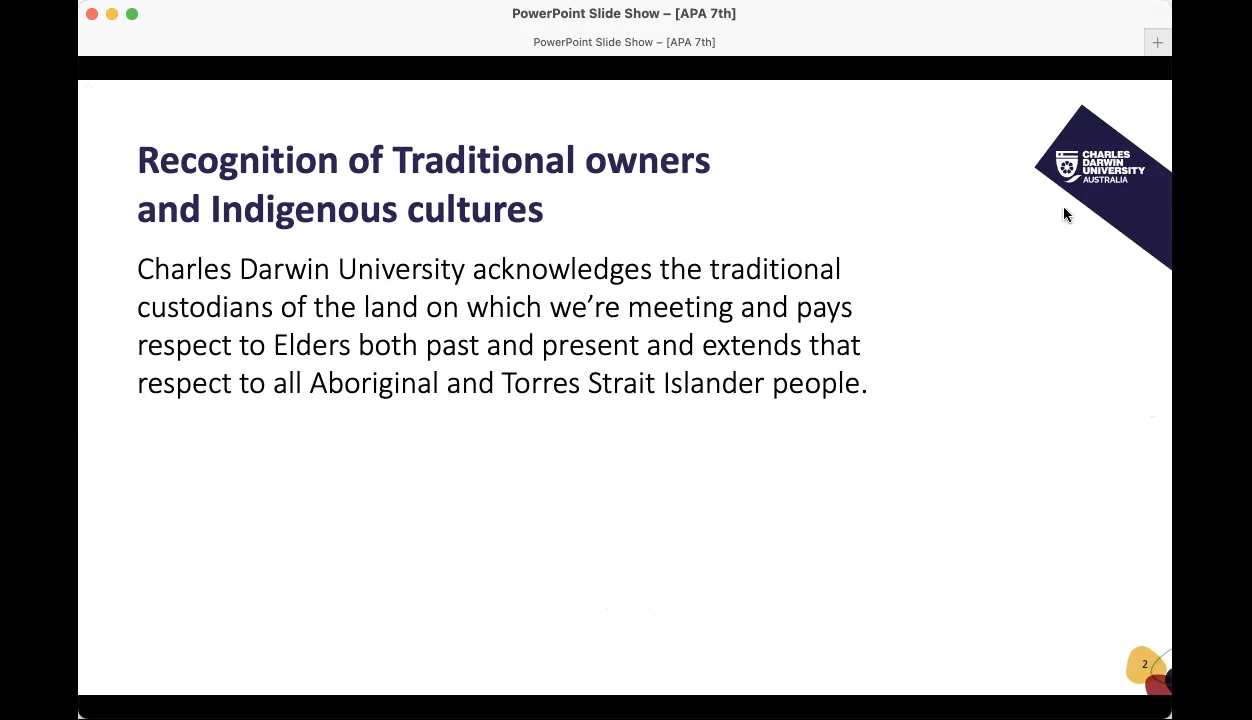 PowerPoint Slide Show – [APA 7th]
PowerPoint Slide Show – [APA 7th]
Recognition of Traditional owners
and Indigenous cultures
CHARLES
DARWIN
UNIVERSITY
AUSTRALIA
Charles Darwin University acknowledges the traditional
custodians of the land on which we’re meeting and pays
respect to Elders both past and present and extends that
respect to all Aboriginal and Torres Strait Islander people.
2